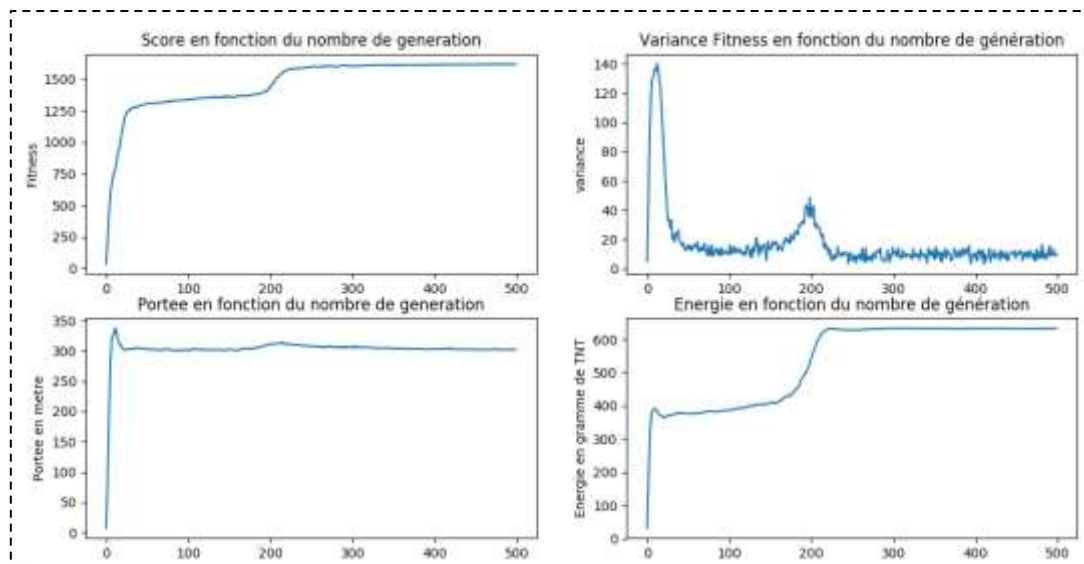 Score en fonction du nombre de generation
Fitness
1500
1250
1000
750
500
250
0
0 100 200 300 400 500
Variance Fitness en fonction du nombre de génération
variance
140
120
100
80
60
40
20
0
0 100 200 300 400 500
Portee en fonction du nombre de generation
Portee en metre
350
300
250
200
150
100
50
0
0 100 200 300 400 500
Energie en fonction du nombre de génération
Energie en gramme de TNT
600
500
400
300
200
100
0
0 100 200 300 400 500